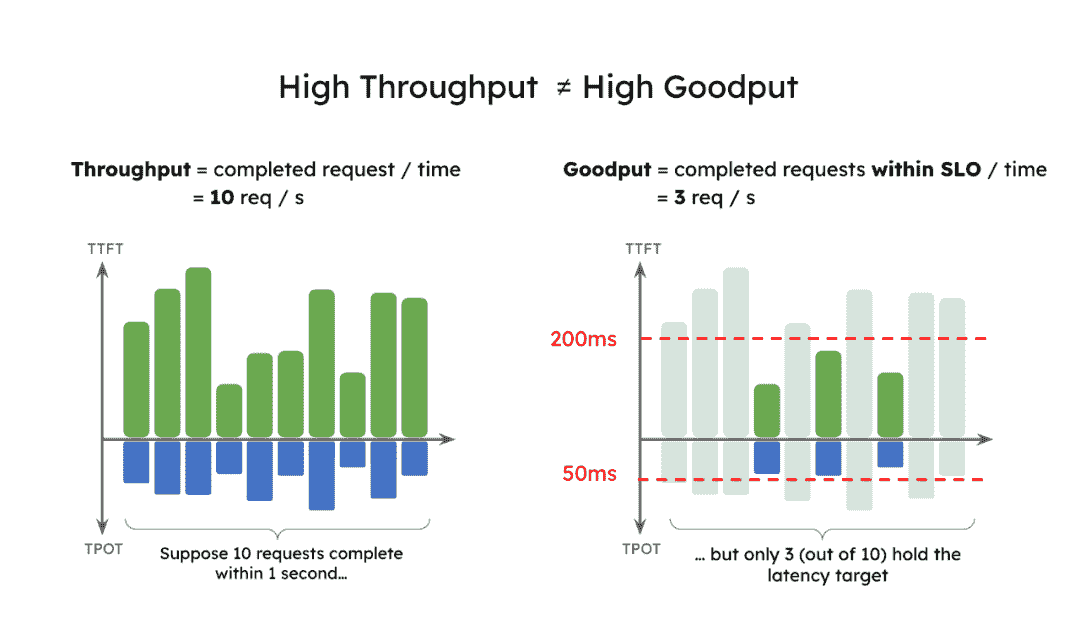 High Throughput ≠ High Goodput
Throughput = completed request / time
= 10 req / s
Goodput = completed requests within SLO / time
= 3 req / s
TTFT
TPOT
Suppose 10 requests complete
within 1 second...
TTFT
200ms
50ms
TPOT
... but only 3 (out of 10) hold the
latency target